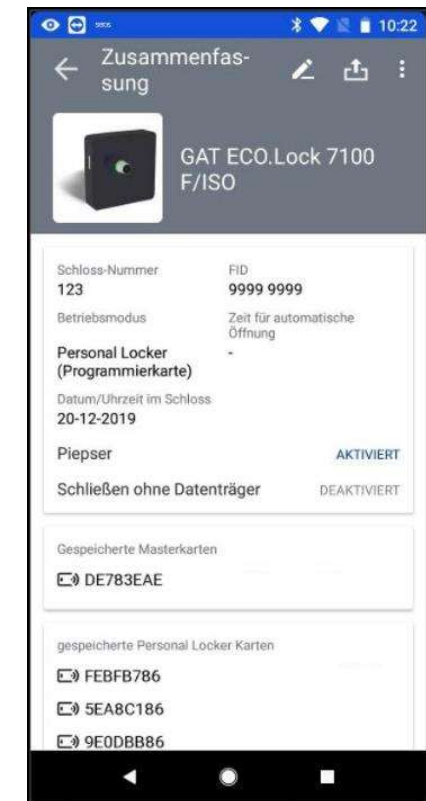 10:22
Zusammenfas-
sung
GAT ECO.Lock 7100
F/ISO
Schloss-Nummer
123
FID
9999 9999
Betriebsmodus
Personal Locker
(Programmierkarte)
Zeit für automatische
Öffnung
-
Datum/Uhrzeit im Schloss
20-12-2019
Piepser AKTIVIERT
Schließen ohne Datenträger DEAKTIVIERT
Gespeicherte Masterkarten
DE783EAE
gespeicherte Personal Locker Karten
FEBFB786
5EA8C186
9E0DBB86